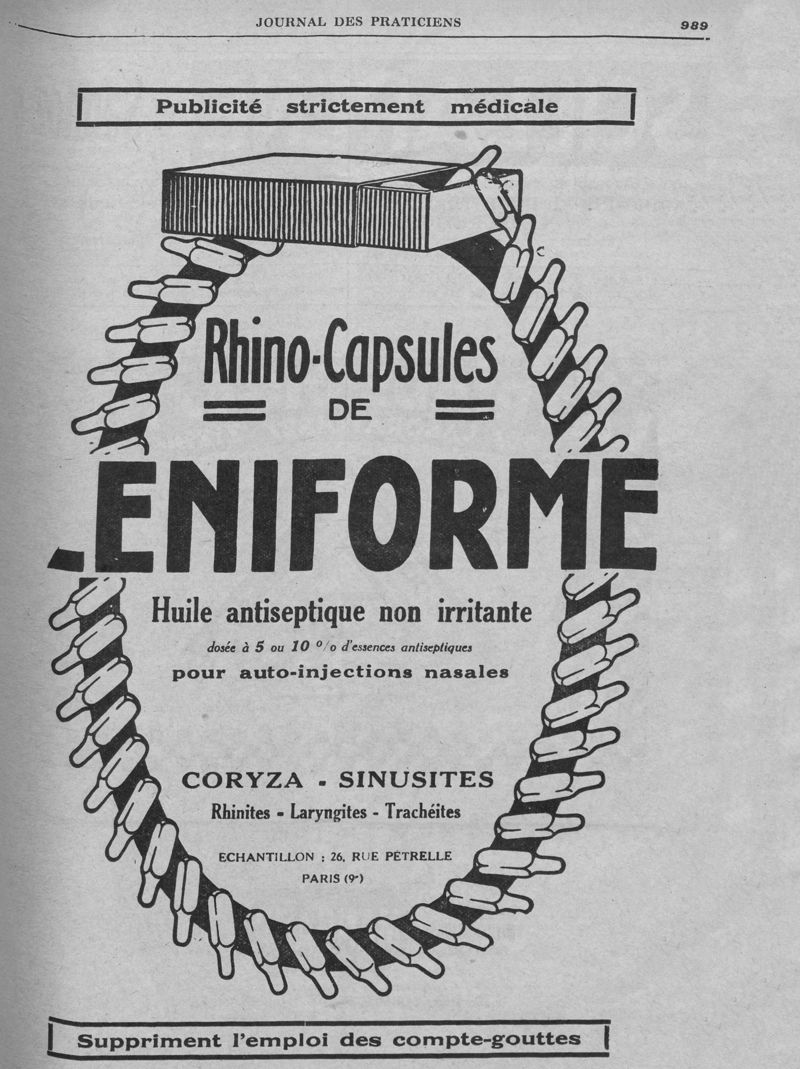 JOURNAL DES PRATICIENS 989
Publicité strictement médicale
Rhino-Capsules
DE
LENIFORME
Huile antiseptique non irritante
dosée à 5 ou 10 % d'essences antiseptiques
pour auto-injections nasales
CORYZA - SINUSITES
Rhinites - Laryngites - Trachéites
ECHANTILLON : 26, RUE PÉTRELLE
PARIS (9e)
Suppriment l'emploi des compte-gouttes